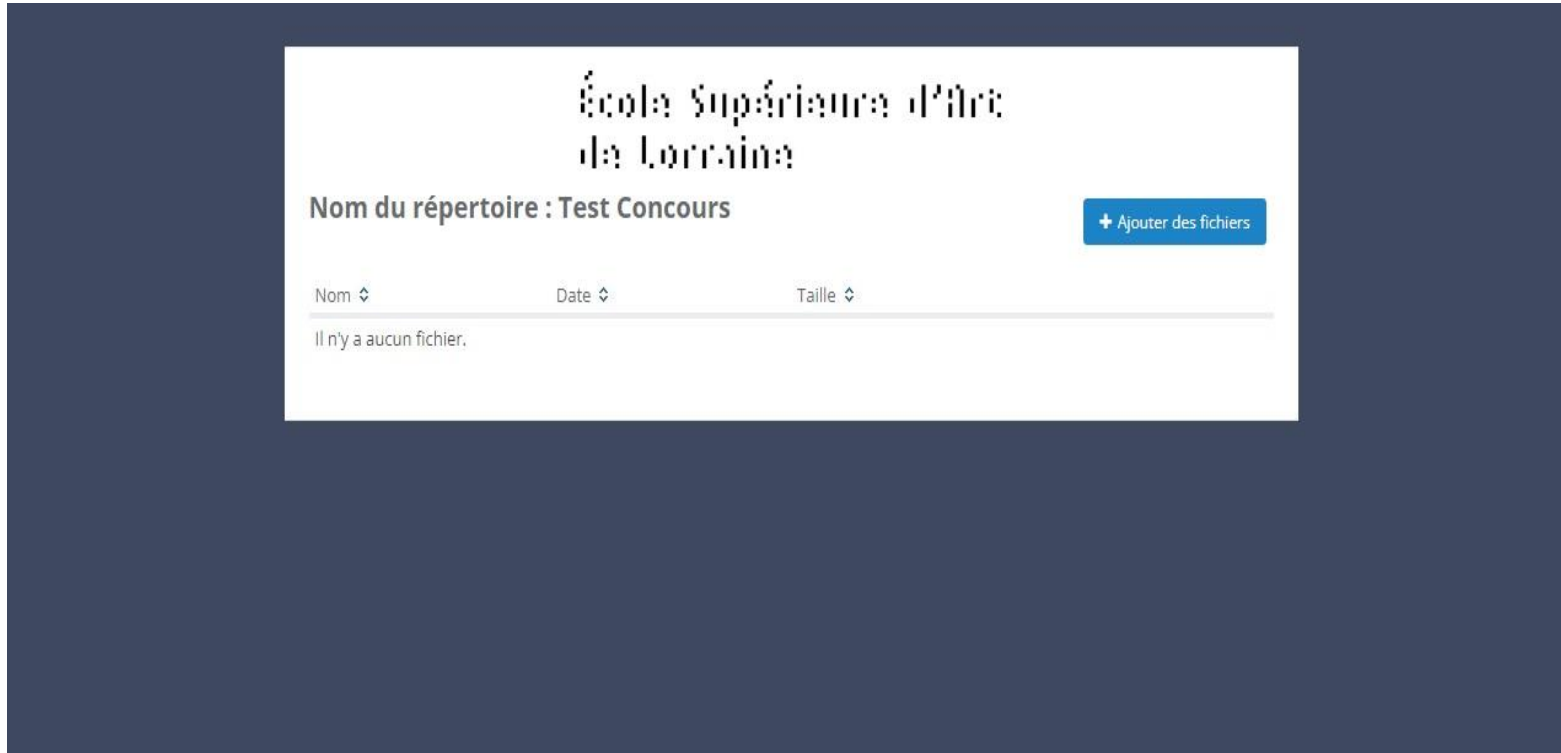 École Supérieure d'Art
de Lorraine
Nom du répertoire : Test Concours
+ Ajouter des fichiers
Nom Date Taille
Il n'y a aucun fichier.